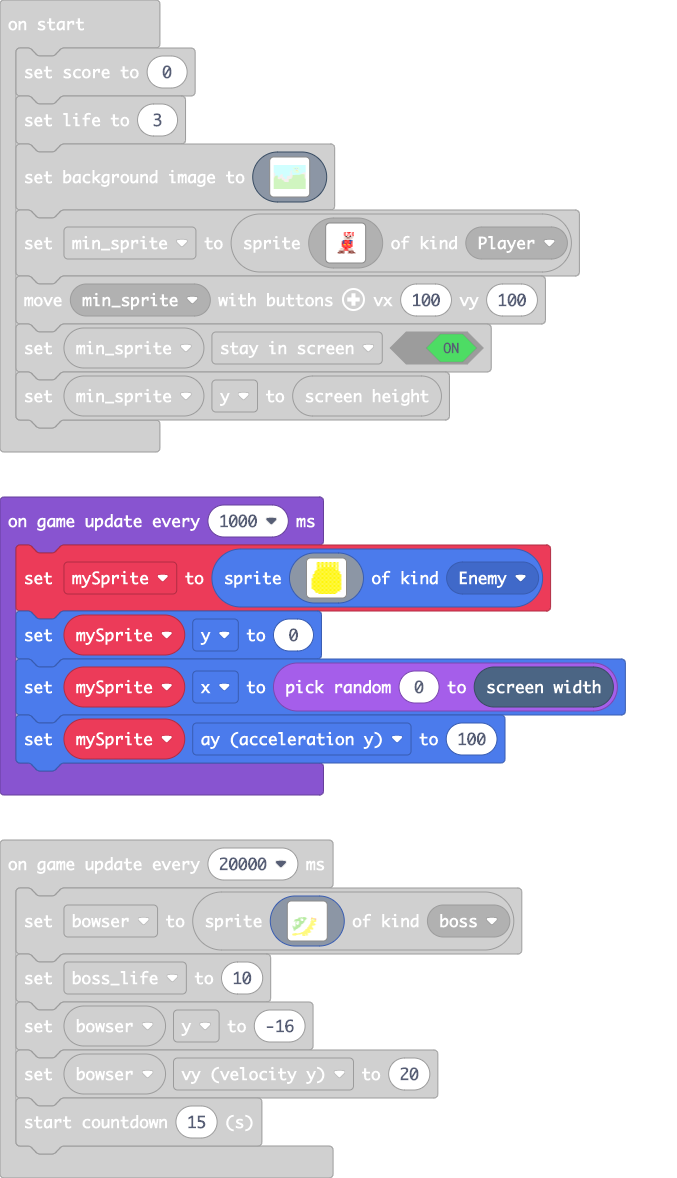 on start
set score to 0
set life to 3
set background image to
set min_sprite to sprite of kind Player
move min_sprite with buttons vx 100 vy 100
set min_sprite stay in screen ON
set min_sprite y to screen height
on game update every 1000 ms
set mySprite to sprite of kind Enemy
set mySprite y to 0
set mySprite x to pick random 0 to screen width
set mySprite ay (acceleration y) to 100
on game update every 20000 ms
set bowser to sprite of kind boss
set boss_life to 10
set bowser y to -16
set bowser vy (velocity y) to 20
start countdown 15 (s)